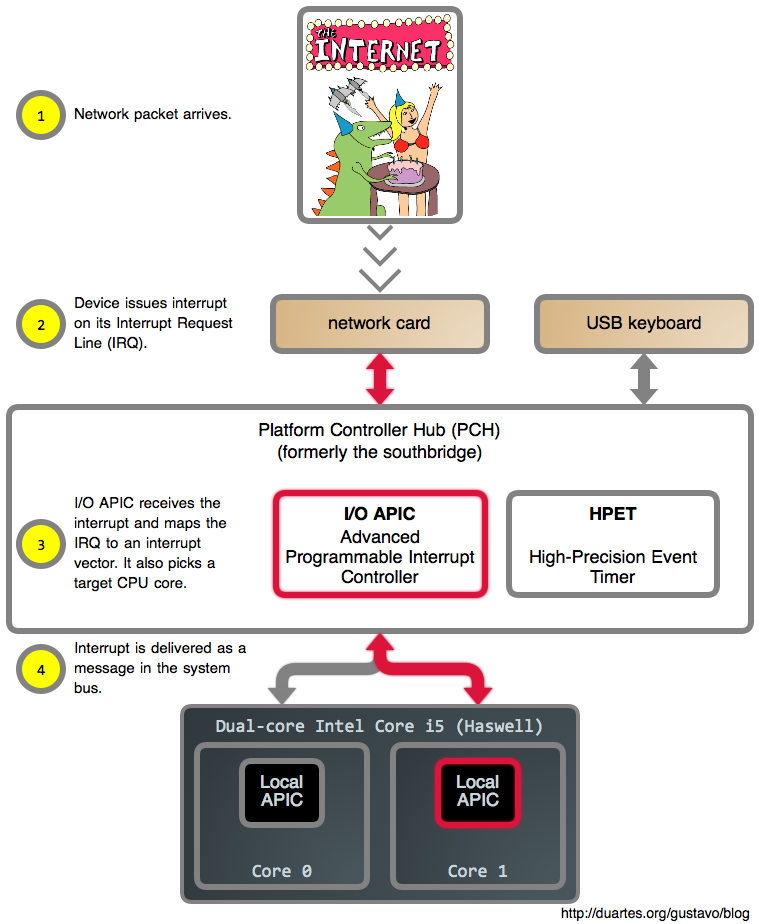 THE
INTERNET
1
Network packet arrives.
2
Device issues interrupt
on its Interrupt Request
Line (IRQ).
network card
USB keyboard
Platform Controller Hub (PCH)
(formerly the southbridge)
3
I/O APIC receives the
interrupt and maps the
IRQ to an interrupt
vector. It also picks a
target CPU core.
I/O APIC
Advanced
Programmable Interrupt
Controller
HPET
High-Precision Event
Timer
4
Interrupt is delivered as a
message in the system
bus.
Dual-core Intel Core i5 (Haswell)
Local
APIC
Core 0
Local
APIC
Core 1
http://duartes.org/gustavo/blog